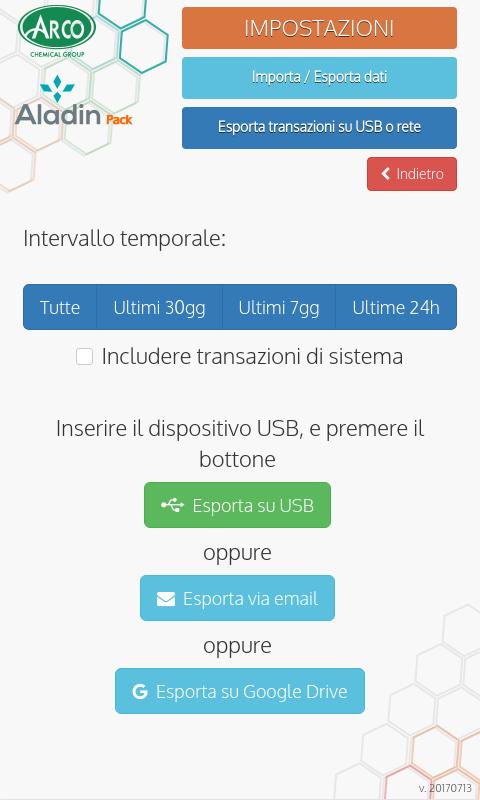 ARCO
CHEMICAL GROUP
Aladin Pack
IMPOSTAZIONI
Importa / Esporta dati
Esporta transazioni su USB o rete
Indietro
Intervallo temporale:
Tutte Ultimi 30gg Ultimi 7gg Ultime 24h
Includere transazioni di sistema
Inserire il dispositivo USB, e premere il
bottone
Esporta su USB
oppure
Esporta via email
oppure
Esporta su Google Drive
v. 20170713